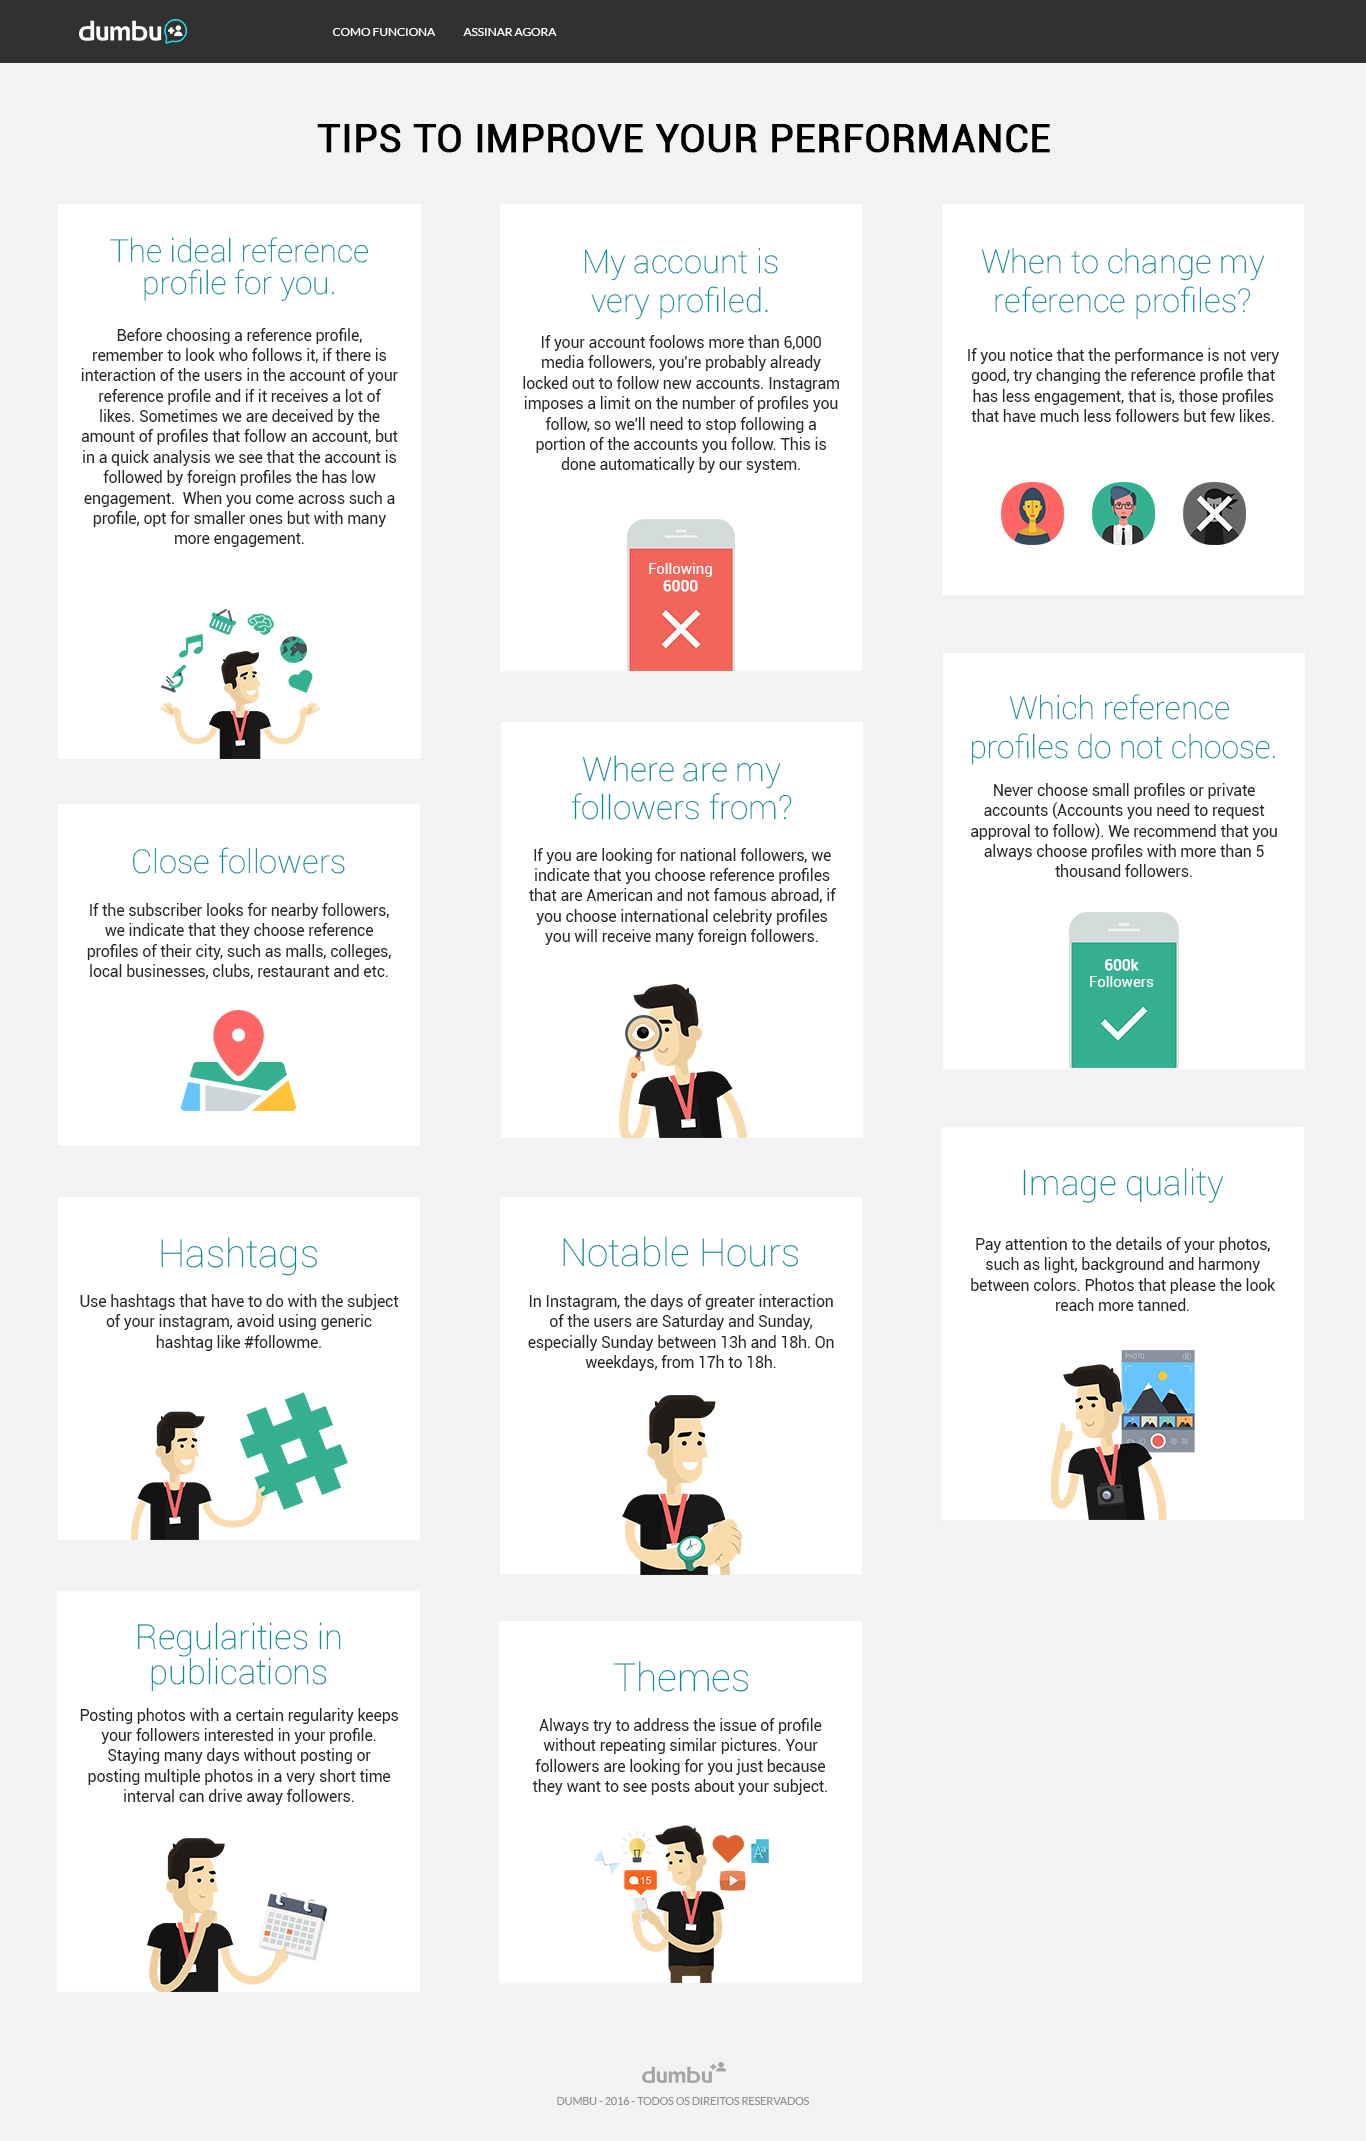 dumbu
COMO FUNCIONA
ASSINAR AGORA
TIPS TO IMPROVE YOUR PERFORMANCE
The ideal reference
profile for you.
Before choosing a reference profile,
remember to look who follows it, if there is
interaction of the users in the account of your
reference profile and if it receives a lot of
likes. Sometimes we are deceived by the
amount of profiles that follow an account, but
in a quick analysis we see that the account is
followed by foreign profiles the has low
engagement. When you come across such a
profile, opt for smaller ones but with many
more engagement.
Close followers
If the subscriber looks for nearby followers,
we indicate that they choose reference
profiles of their city, such as malls, colleges,
local businesses, clubs, restaurant and etc.
Hashtags
Use hashtags that have to do with the subject
of your instagram, avoid using generic
hashtag like #followme.
Regularities in
publications
Posting photos with a certain regularity keeps
your followers interested in your profile.
Staying many days without posting or
posting multiple photos in a very short time
interval can drive away followers.
My account is
very profiled.
If your account foolows more than 6,000
media followers, you're probably already
locked out to follow new accounts. Instagram
imposes a limit on the number of profiles you
follow, so we'll need to stop following a
portion of the accounts you follow. This is
done automatically by our system.
Following
6000
Where are my
followers from?
If you are looking for national followers, we
indicate that you choose reference profiles
that are American and not famous abroad, if
you choose international celebrity profiles
you will receive many foreign followers.
Notable Hours
In Instagram, the days of greater interaction
of the users are Saturday and Sunday,
especially Sunday between 13h and 18h. On
weekdays, from 17h to 18h.
Themes
Always try to address the issue of profile
without repeating similar pictures. Your
followers are looking for you just because
they want to see posts about your subject.
15
Aa
When to change my
reference profiles?
If you notice that the performance is not very
good, try changing the reference profile that
has less engagement, that is, those profiles
that have much less followers but few likes.
Which reference
profiles do not choose.
Never choose small profiles or private
accounts (Accounts you need to request
approval to follow). We recommend that you
always choose profiles with more than 5
thousand followers.
600k
Followers
Image quality
Pay attention to the details of your photos,
such as light, background and harmony
between colors. Photos that please the look
reach more tanned.
PHOTO
dumbu
DUMBU - 2016 - TODOS OS DIREITOS RESERVADOS